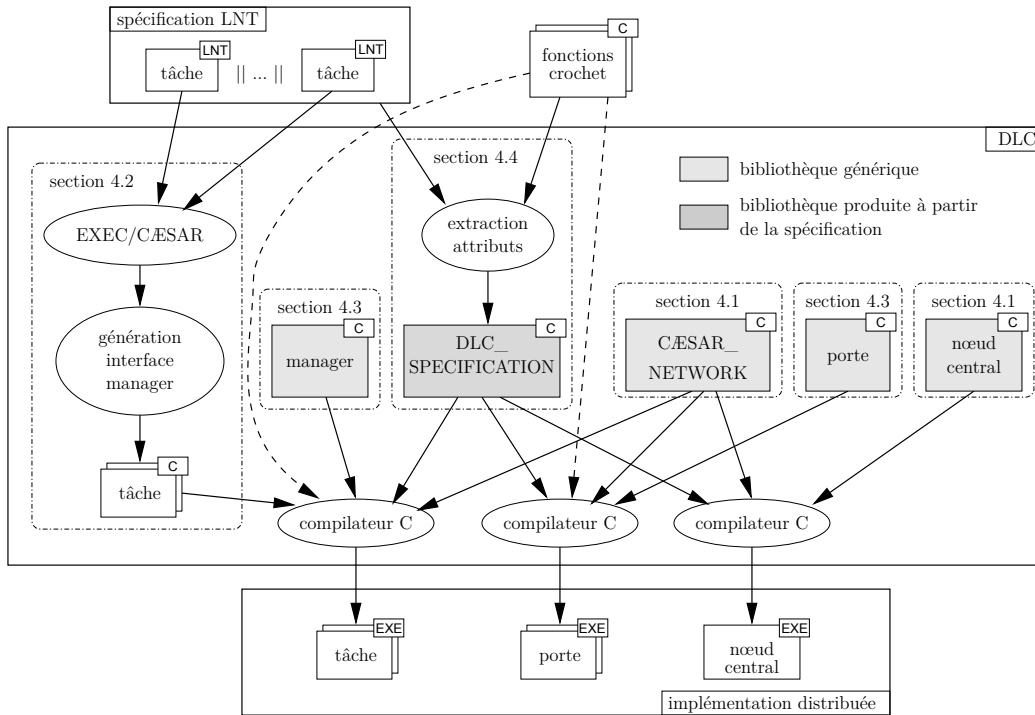 spécification LNT
LNT
tâche
|| ... ||
LNT
tâche
C
fonctions
crochet
DLC
section 4.2
section 4.4
bibliothèque générique
bibliothèque produite à partir
de la spécification
EXEC/CÆSAR
extraction
attributs
génération
interface
manager
section 4.3
C
manager
C
DLC_
SPECIFICATION
section 4.1
C
CÆSAR_
NETWORK
section 4.3
C
porte
section 4.1
C
nœud
central
C
tâche
compilateur C
compilateur C
compilateur C
EXE
tâche
EXE
porte
EXE
nœud
central
implémentation distribuée